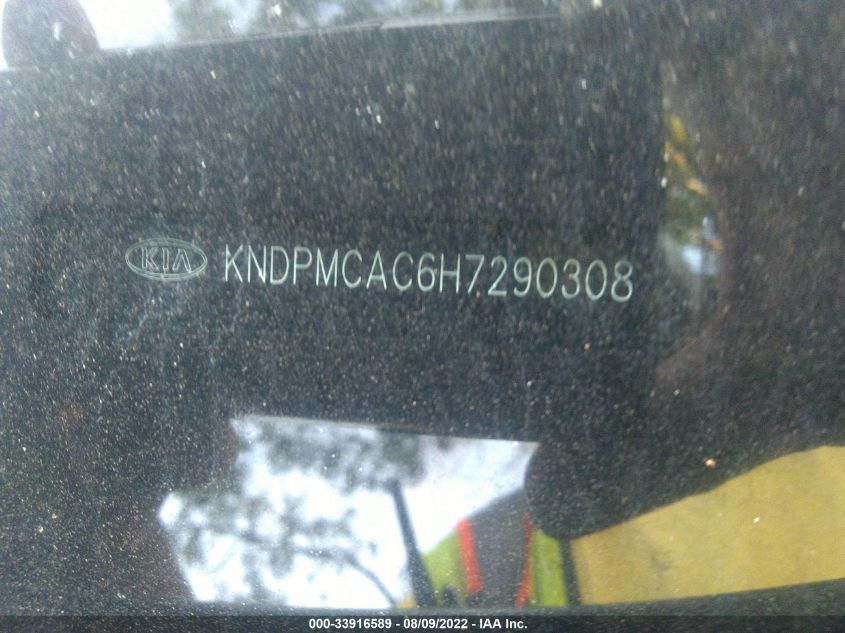 KIA KNDPMCAC6H7290308
000-33916589 - 08/09/2022 - IAA Inc.